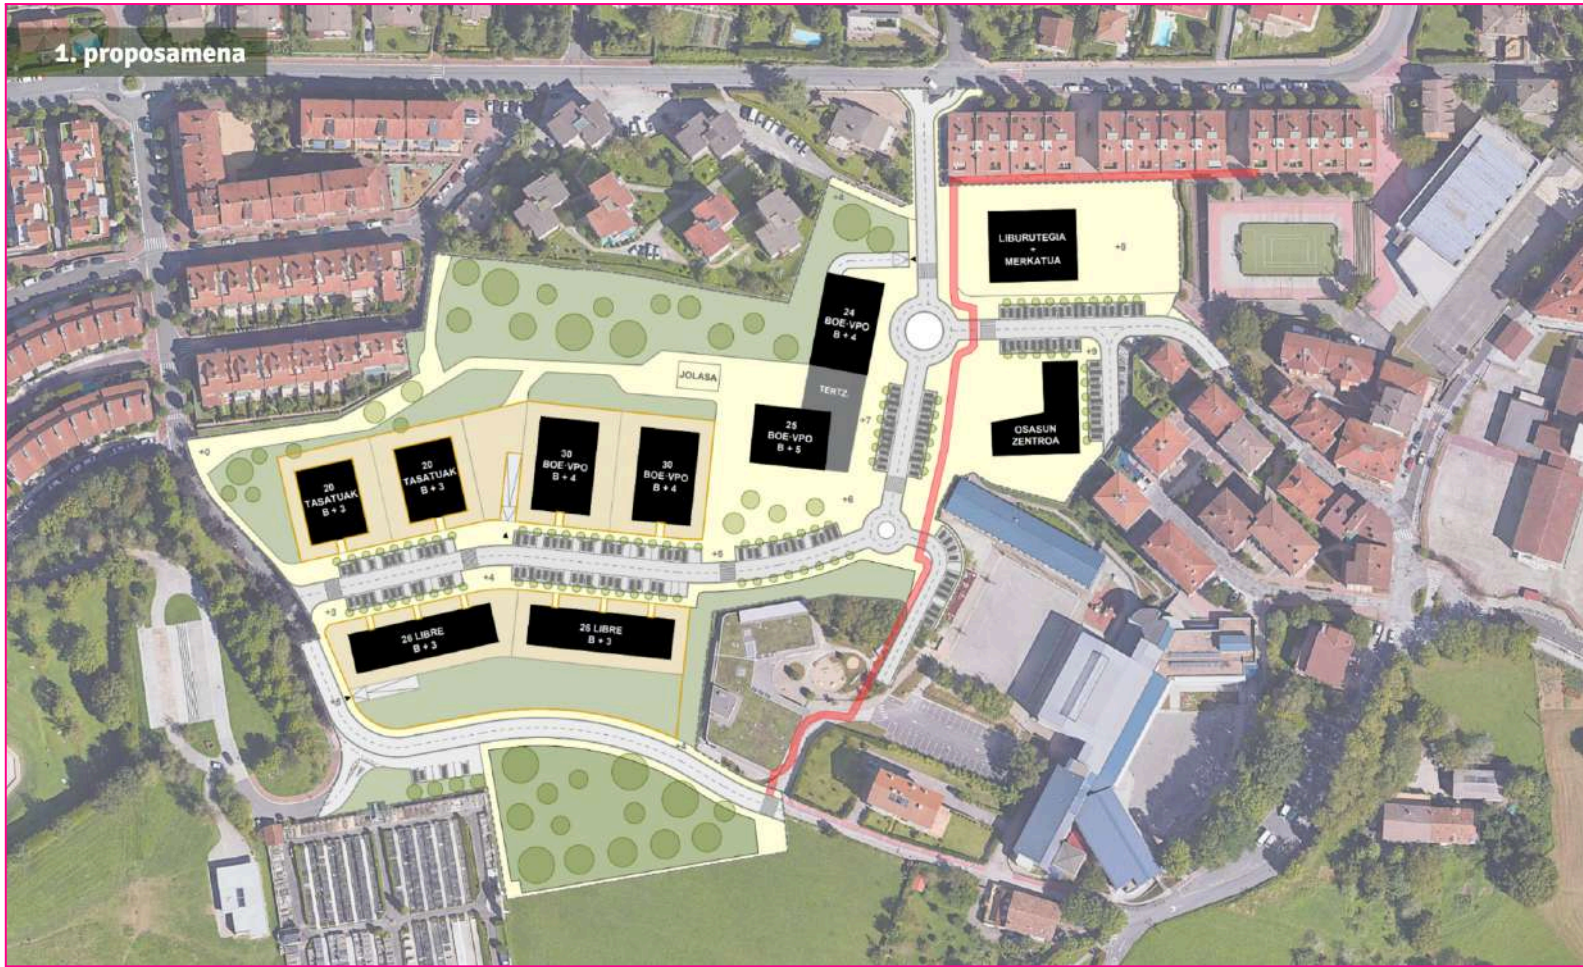 1. proposamena
+4
LIBURUTEGIA
+
MERKATUA
+9
24
BOE-VPO
B + 4
+9
JOLASA
TERTZ.
25
BOE-VPO
B + 5
+7
OSASUN
ZENTROA
+0
20
TASATUAK
B + 3
20
TASATUAK
B + 3
30
BOE-VPO
B + 4
30
BOE-VPO
B + 4
+6
+4
+3
26 LIBRE
B + 3
26 LIBRE
B + 3